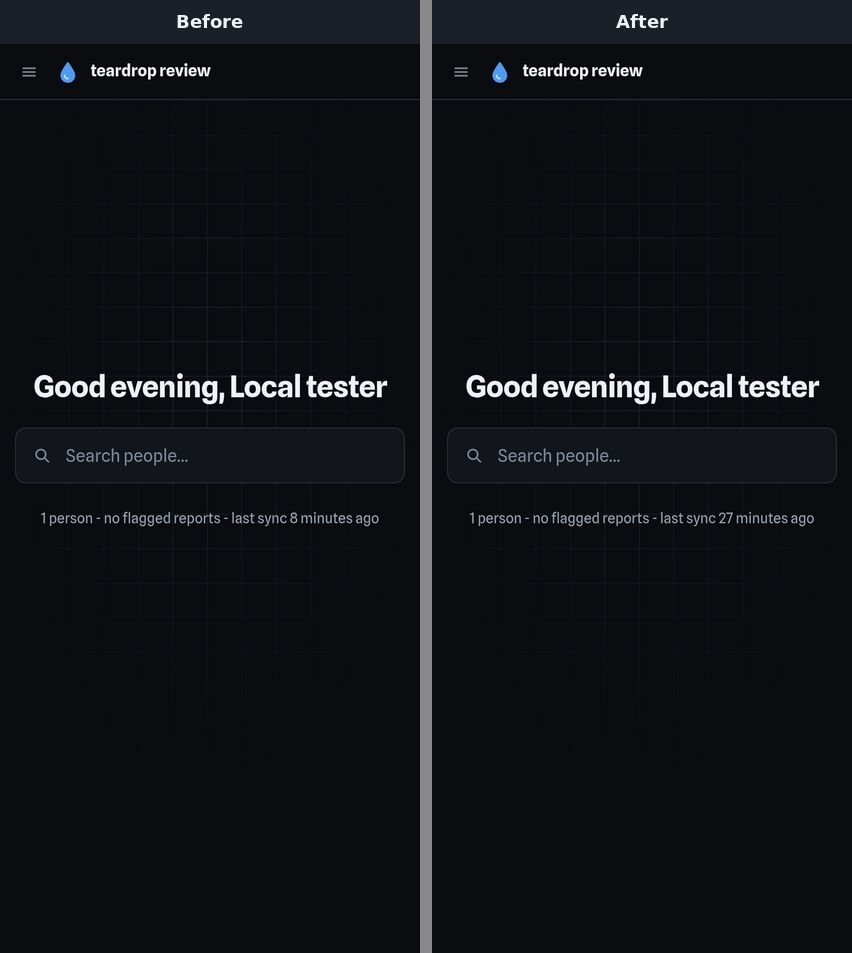 Before
teardrop review
Good evening, Local tester
Search people...
1 person - no flagged reports - last sync 8 minutes ago
After
teardrop review
Good evening, Local tester
Search people...
1 person - no flagged reports - last sync 27 minutes ago